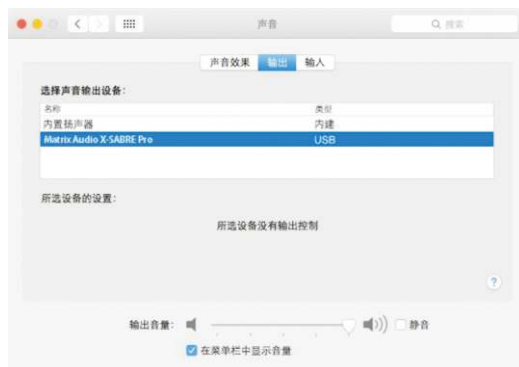 声音
搜索
声音效果 输出 输入
选择声音输出设备：
名称 类型
内置扬声器 内建
Matrix Audio X-SABRE Pro USB
所选设备的设置：
所选设备没有输出控制
?
输出音量： 静音
在菜单栏中显示音量